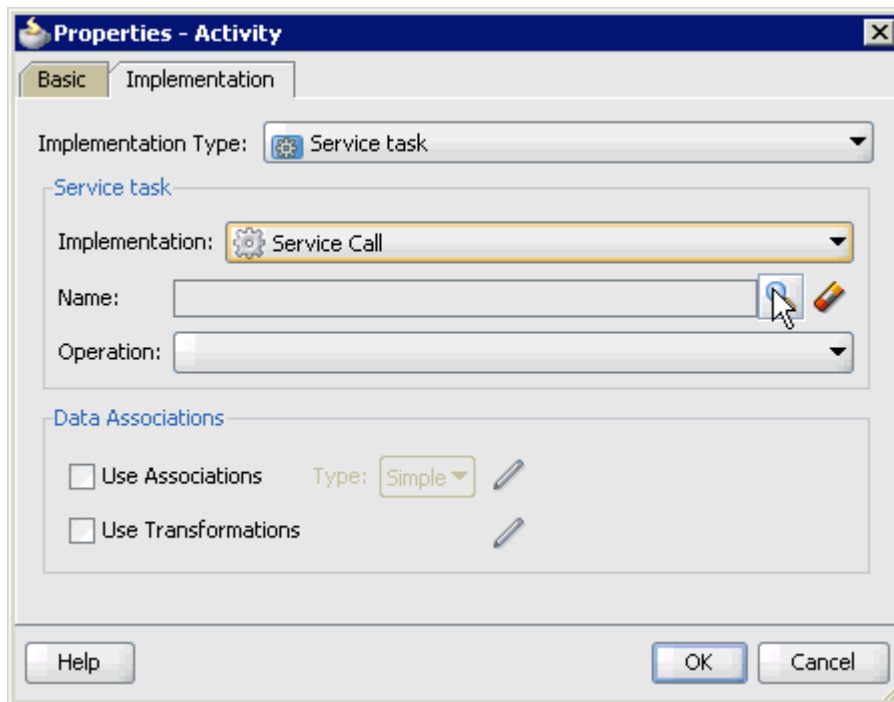 Properties - Activity
Basic Implementation
Implementation Type: Service task
Service task
Implementation: Service Call
Name:
Operation:
Data Associations
Use Associations Type: Simple
Use Transformations
Help OK Cancel